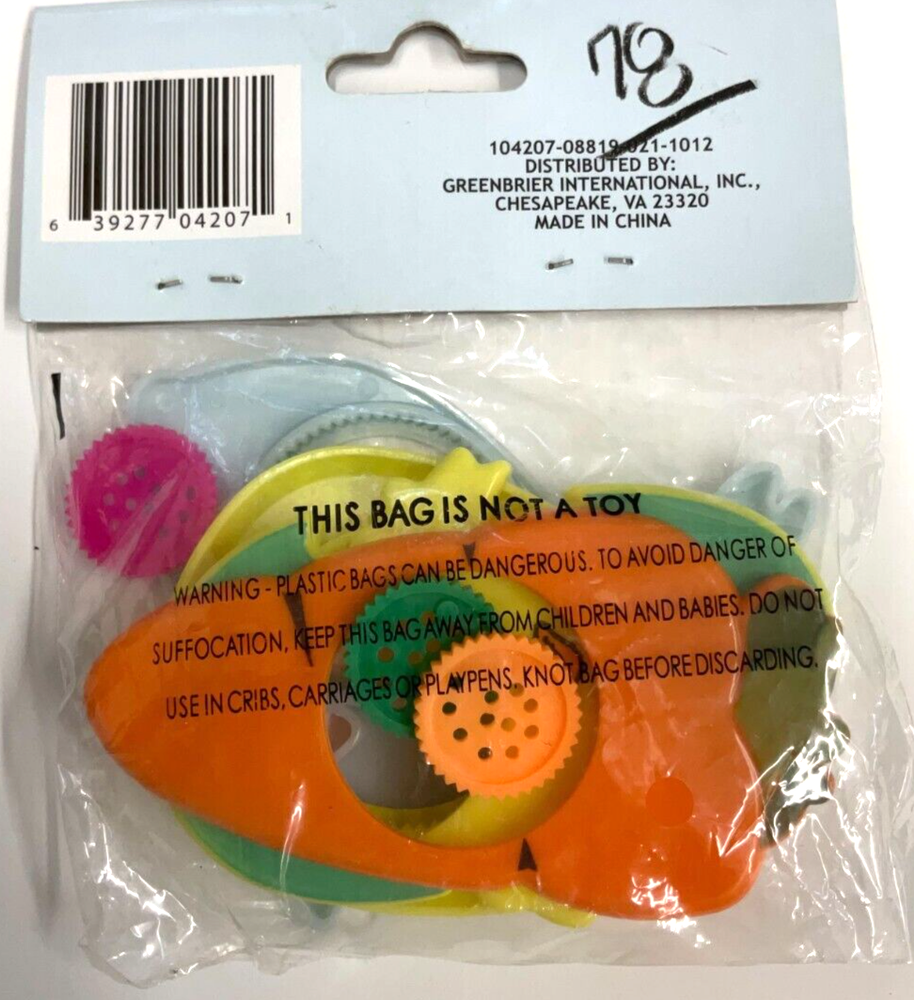 78
6 39277 04207 1
104207-08819-021-1012
DISTRIBUTED BY:
GREENBRIER INTERNATIONAL, INC.,
CHESAPEAKE, VA 23320
MADE IN CHINA
THIS BAG IS NOT A TOY
WARNING - PLASTIC BAGS CAN BE DANGEROUS. TO AVOID DANGER OF
SUFFOCATION, KEEP THIS BAG AWAY FROM CHILDREN AND BABIES. DO NOT
USE IN CRIBS, CARRIAGES OR PLAYPENS. KNOT BAG BEFORE DISCARDING.